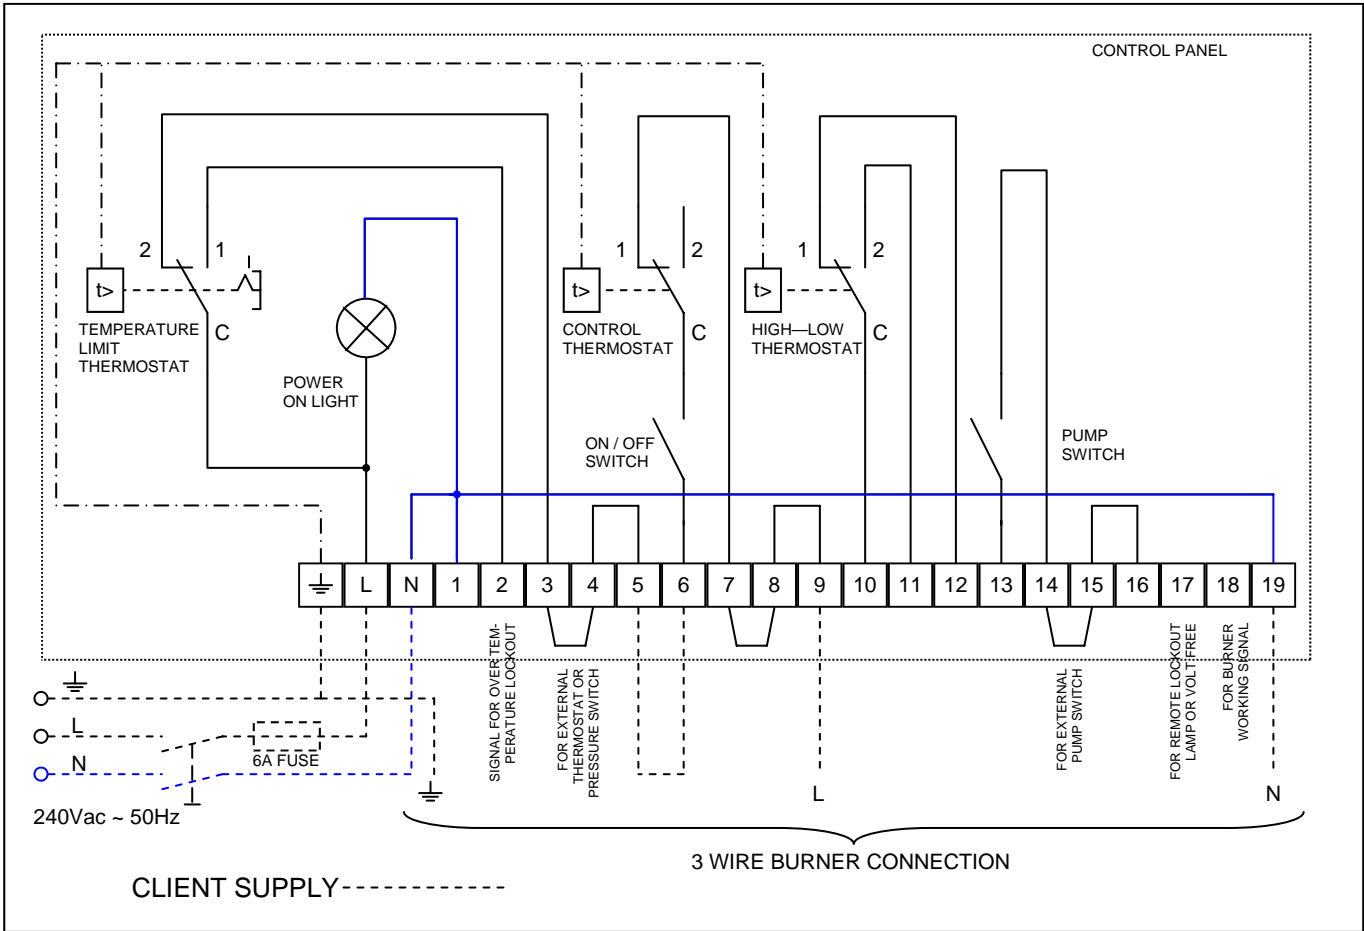 CONTROL PANEL
2
1
1
2
1
2
t>
t>
t>
TEMPERATURE
LIMIT
THERMOSTAT
C
CONTROL
THERMOSTAT
C
HIGH—LOW
THERMOSTAT
C
POWER
ON LIGHT
ON / OFF
SWITCH
PUMP
SWITCH
L
N
1
2
3
4
5
6
7
8
9
10
11
12
13
14
15
16
17
18
19
SIGNAL FOR OVER TEM-
PERATURE LOCKOUT
FOR EXTERNAL
THERMOSTAT OR
PRESSURE SWITCH
FOR EXTERNAL
PUMP SWITCH
FOR REMOTE LOCKOUT
LAMP OR VOLT FREE
FOR BURNER
WORKING SIGNAL
L
N
6A FUSE
240Vac ~ 50Hz
L
N
3 WIRE BURNER CONNECTION
CLIENT SUPPLY